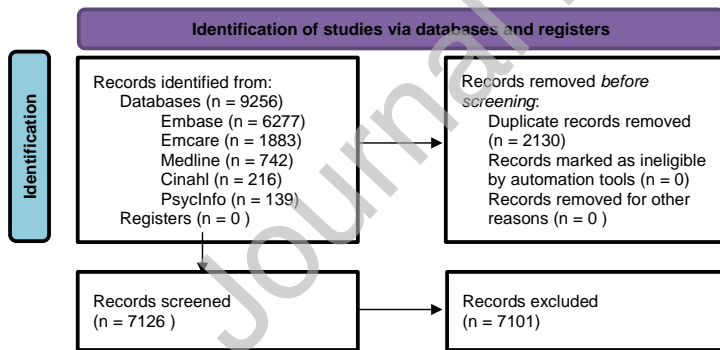 Identification of studies via databases and registers
Identification
Records identified from:
Databases (n = 9256)
Embase (n = 6277)
Emcare (n = 1883)
Medline (n = 742)
Cinahl (n = 216)
PsycInfo (n = 139)
Registers (n = 0 )
Records removed before
screening:
Duplicate records removed
(n = 2130)
Records marked as ineligible
by automation tools (n = 0)
Records removed for other
reasons (n = 0 )
Records screened
(n = 7126 )
Records excluded
(n = 7101)
Journal